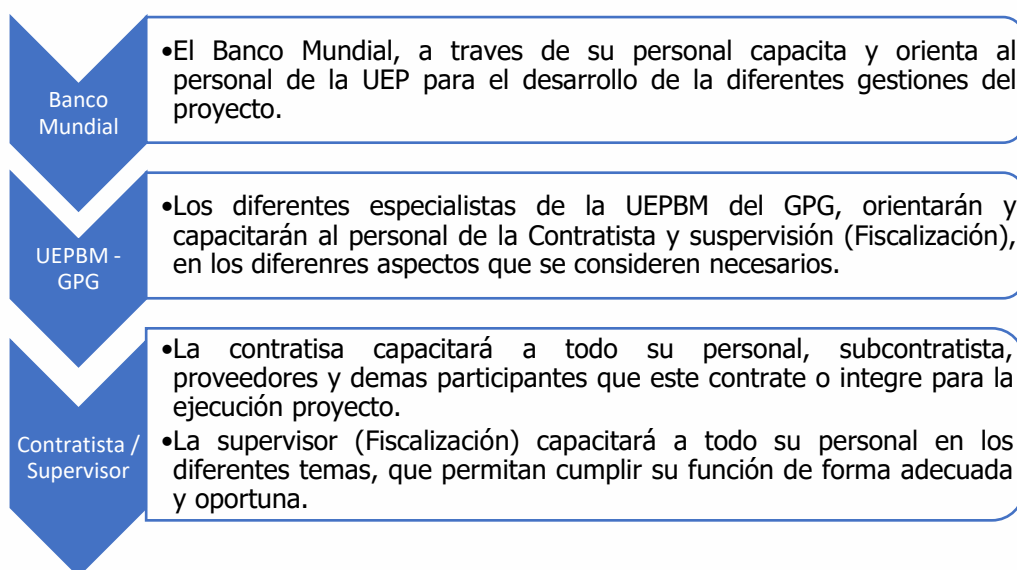 Banco
Mundial
•El Banco Mundial, a traves de su personal capacita y orienta al
personal de la UEP para el desarrollo de la diferentes gestiones del
proyecto.
UEPBM -
GPG
•Los diferentes especialistas de la UEPBM del GPG, orientarán y
capacitarán al personal de la Contratista y suspervisión (Fiscalización),
en los diferenres aspectos que se consideren necesarios.
Contratista /
Supervisor
•La contratisa capacitará a todo su personal, subcontratista,
proveedores y demas participantes que este contrate o integre para la
ejecución proyecto.
•La supervisor (Fiscalización) capacitará a todo su personal en los
diferentes temas, que permitan cumplir su función de forma adecuada
y oportuna.